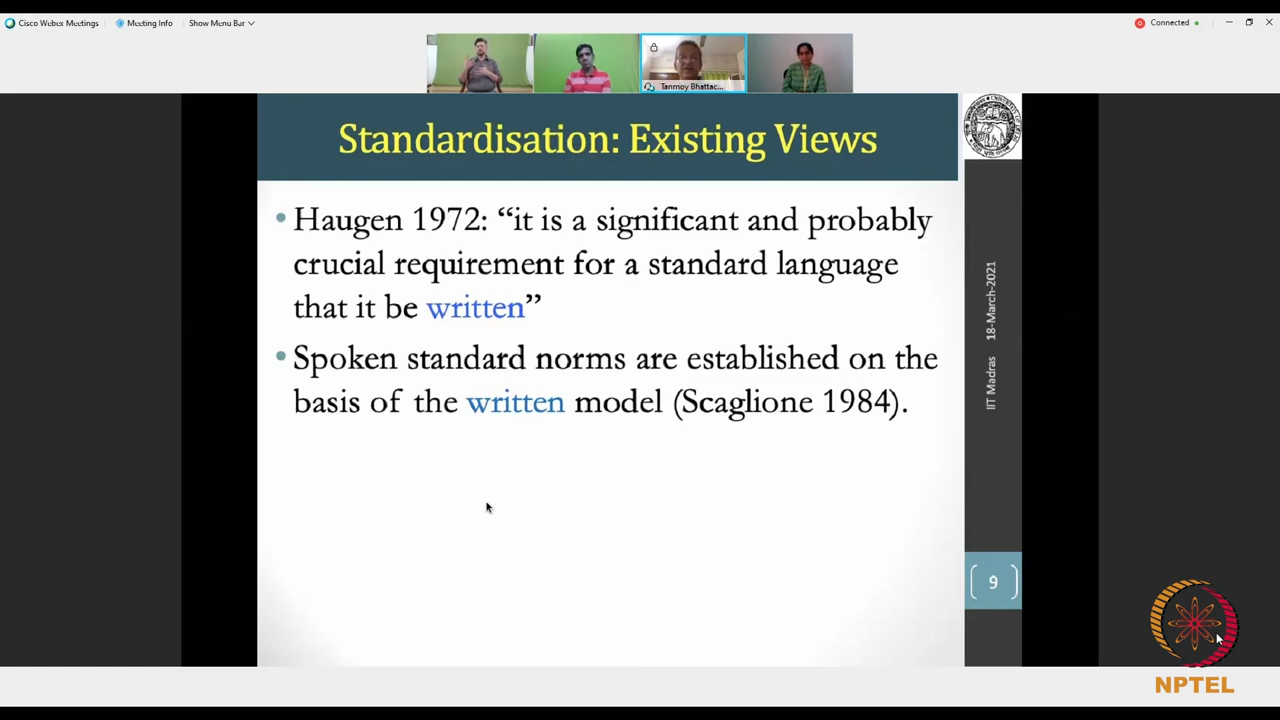 Cisco Webex Meetings
Meeting Info
Show Menu Bar
Connected
Tanmoy Bhattac...
Standardisation: Existing Views
• Haugen 1972: “it is a significant and probably
crucial requirement for a standard language
that it be written”
• Spoken standard norms are established on the
basis of the written model (Scaglione 1984).
IIT Madras 18-March-2021
9
NPTEL